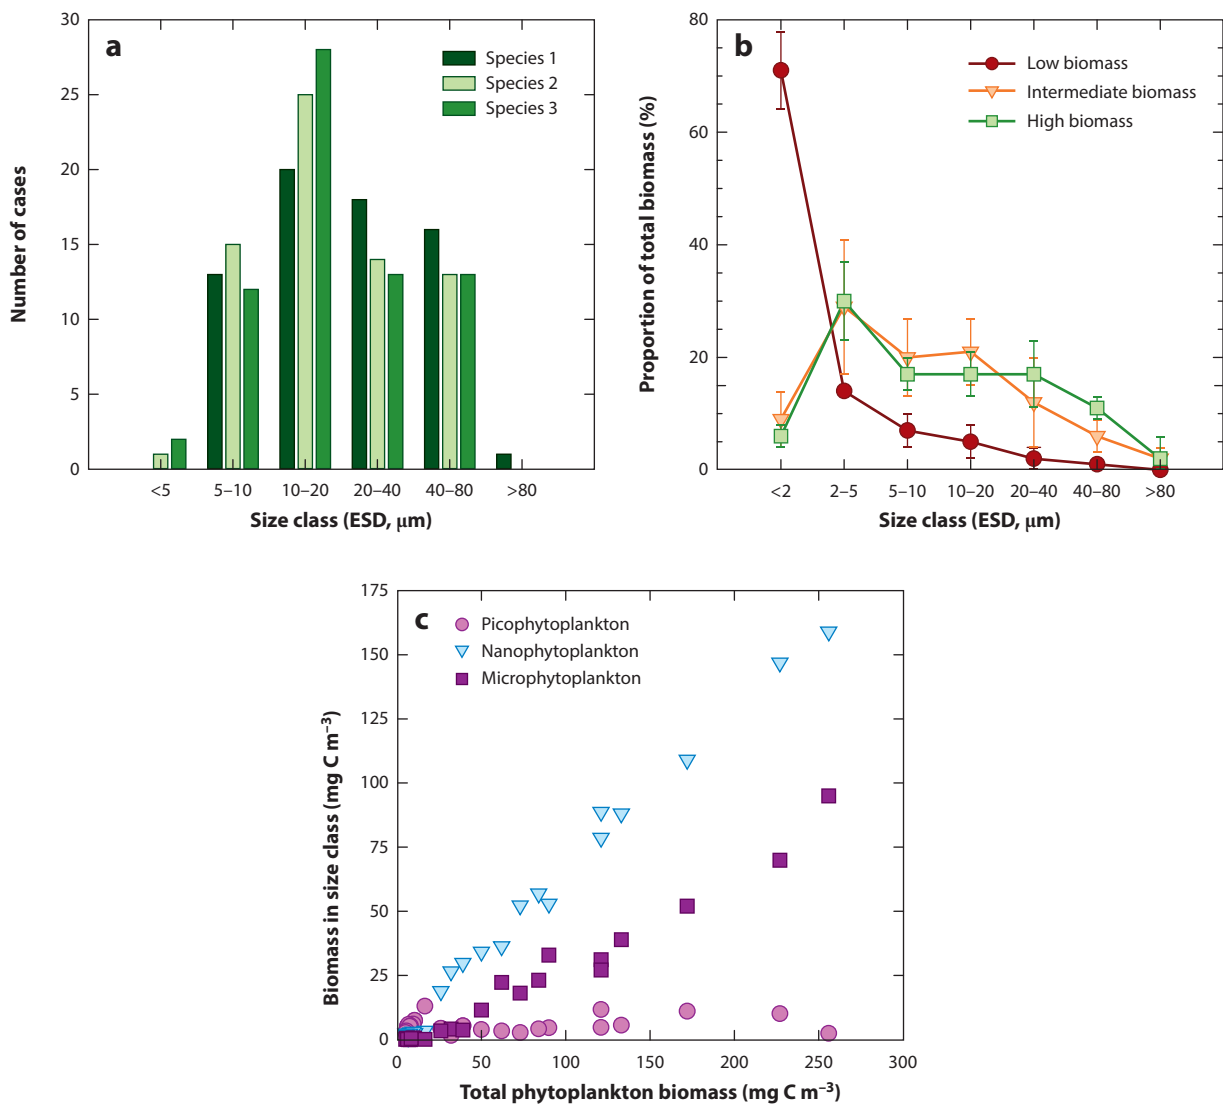 a
Species 1
Species 2
Species 3
30
25
20
15
10
5
0
Number of cases
<5 5–10 10–20 20–40 40–80 >80
Size class (ESD, μm)
b
Low biomass
Intermediate biomass
High biomass
80
60
40
20
0
Proportion of total biomass (%)
<2 2–5 5–10 10–20 20–40 40–80 >80
Size class (ESD, μm)
c
Picophytoplankton
Nanophytoplankton
Microphytoplankton
175
150
125
100
75
50
25
0
Biomass in size class (mg C m⁻³)
0 50 100 150 200 250 300
Total phytoplankton biomass (mg C m⁻³)